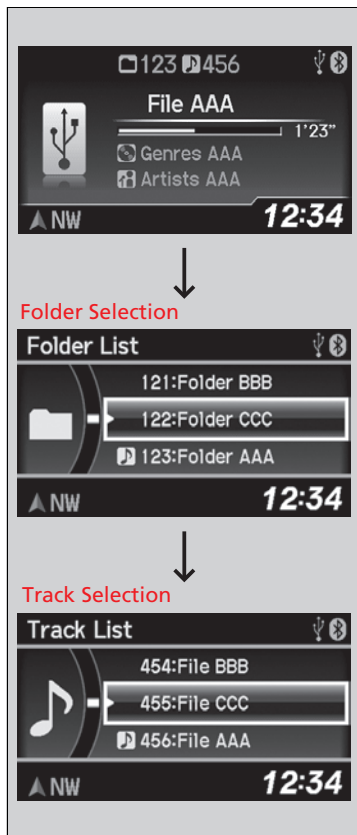 123 456
File AAA
1'23"
Genres AAA
Artists AAA
NW 12:34
Folder Selection
Folder List
121:Folder BBB
122:Folder CCC
123:Folder AAA
NW 12:34
Track Selection
Track List
454:File BBB
455:File CCC
456:File AAA
NW 12:34